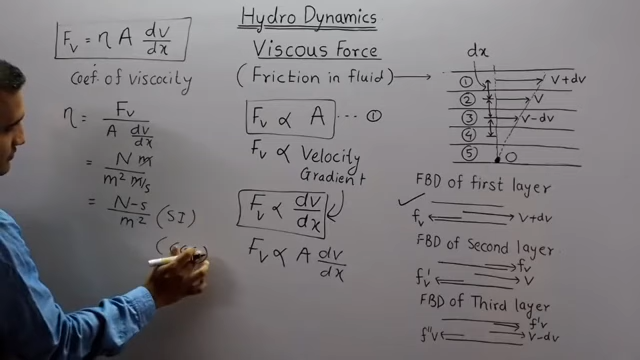 Hydro Dynamics
Viscous Force
(Friction in fluid)
Fv = η A dv/dx
Coef. of viscosity
η = Fv / A dv/dx
= N m / m² m/s
= N-s/m² (SI)
Fv ∝ A ... ①
Fv ∝ Velocity
Gradient
Fv ∝ dv/dx
Fv ∝ A dv/dx
dx
① v+dv
② v
③ v-dv
④
⑤ O
FBD of first layer
fv v+dv
FBD of Second layer
fv
f'v v
FBD of Third layer
f'v
f"v v-dv